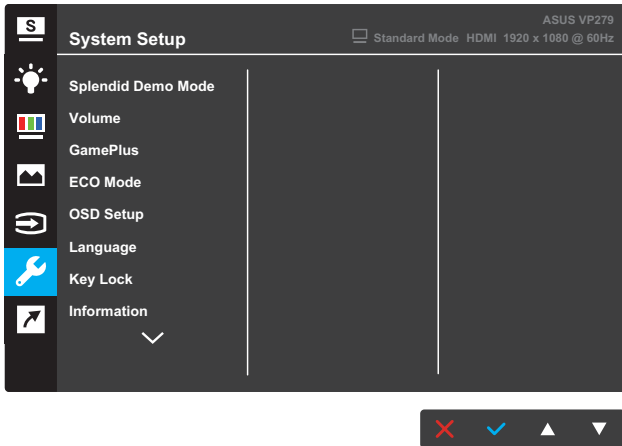 S
ASUS VP279
System Setup
Standard Mode HDMI 1920 x 1080 @ 60Hz
Splendid Demo Mode
Volume
GamePlus
ECO Mode
OSD Setup
Language
Key Lock
Information